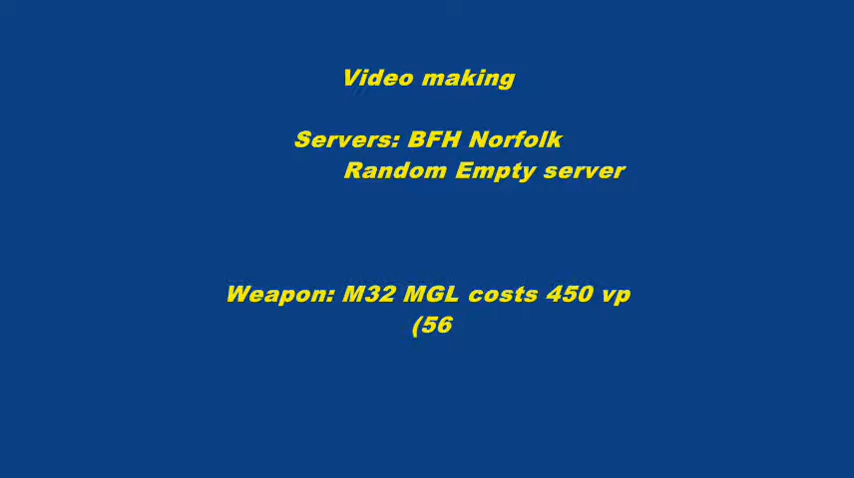 Video making
Servers: BFH Norfolk
Random Empty server
Weapon: M32 MGL costs 450 vp
(56